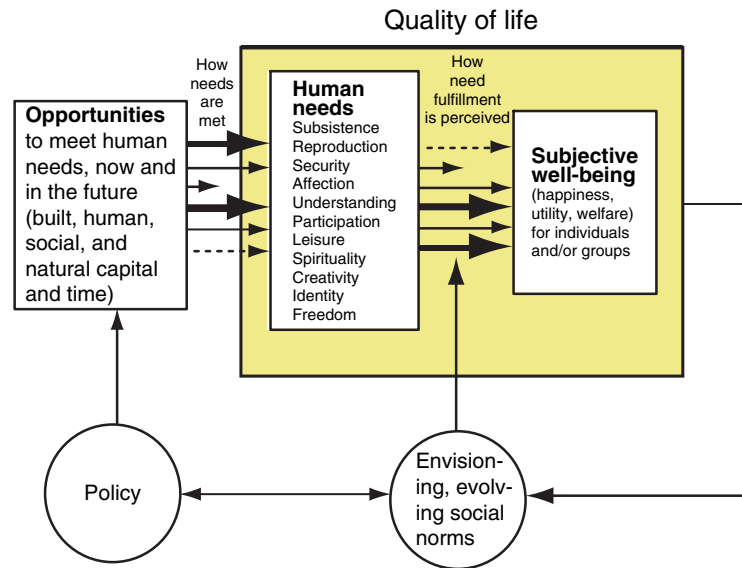 Quality of life
How
needs
are
met
Opportunities
to meet human
needs, now and
in the future
(built, human,
social, and
natural capital
and time)
Human
needs
Subsistence
Reproduction
Security
Affection
Understanding
Participation
Leisure
Spirituality
Creativity
Identity
Freedom
How
need
fulfillment
is perceived
Subjective
well-being
(happiness,
utility, welfare)
for individuals
and/or groups
Policy
Envision-
ing, evolv-
ing social
norms